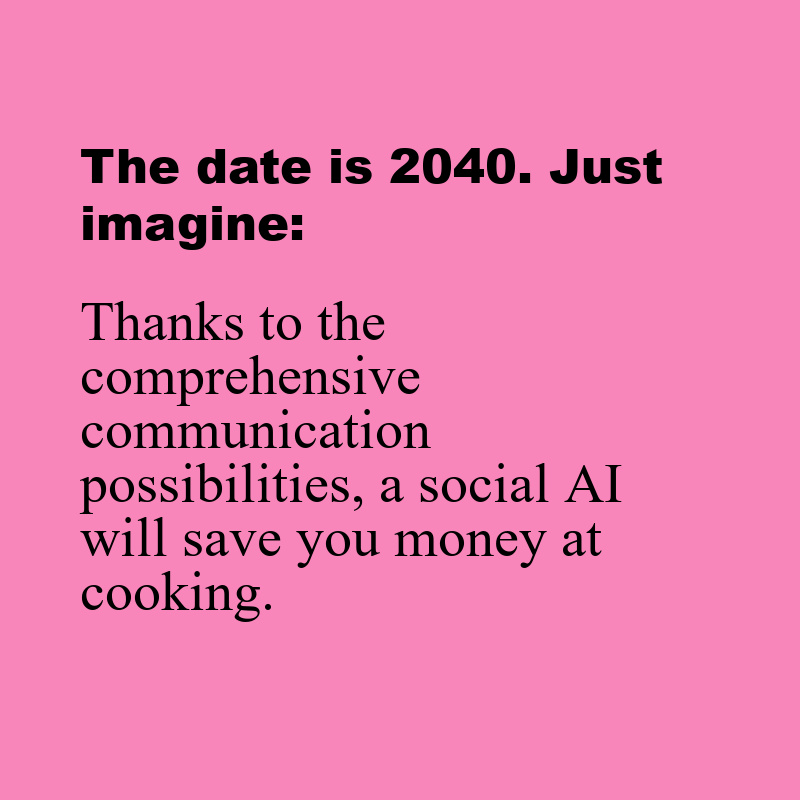 The date is 2040. Just
imagine:
Thanks to the
comprehensive
communication
possibilities, a social AI
will save you money at
cooking.